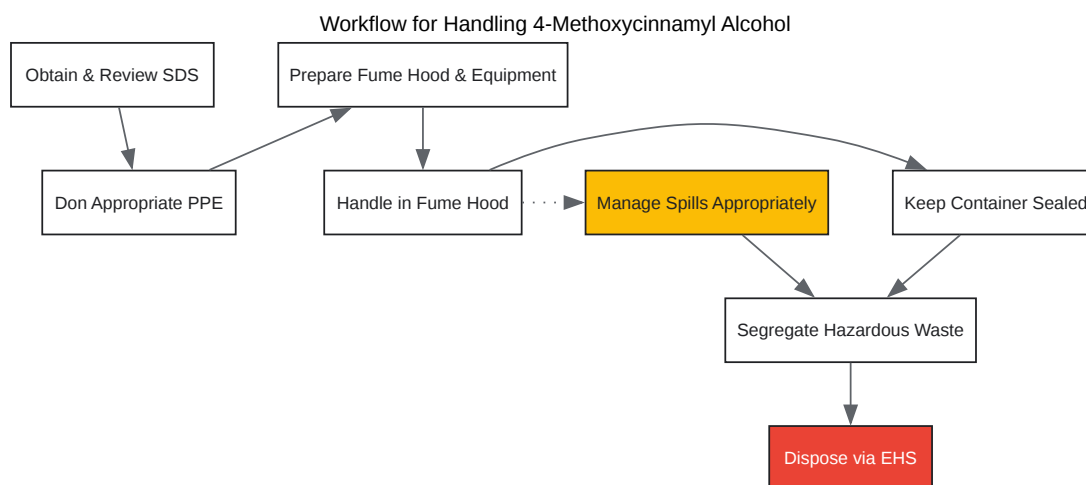 Workflow for Handling 4-Methoxycinnamyl Alcohol
Obtain & Review SDS
Prepare Fume Hood & Equipment
Don Appropriate PPE
Handle in Fume Hood
Manage Spills Appropriately
Keep Container Sealed
Segregate Hazardous Waste
Dispose via EHS